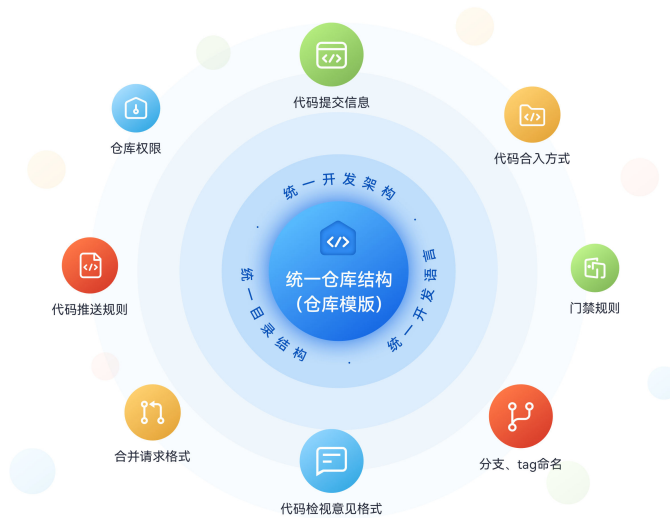 代码提交信息
仓库权限
代码合入方式
统一开发架构
统一仓库结构
（仓库模版）
统一目录结构
统一开发语言
代码推送规则
门禁规则
合并请求格式
分支、tag命名
代码检视意见格式